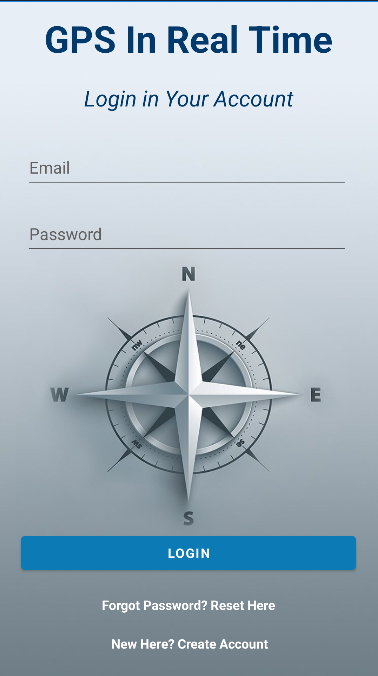 GPS In Real Time
Login in Your Account
Email
Password
N
nw
ne
W
E
sw
se
S
LOGIN
Forgot Password? Reset Here
New Here? Create Account